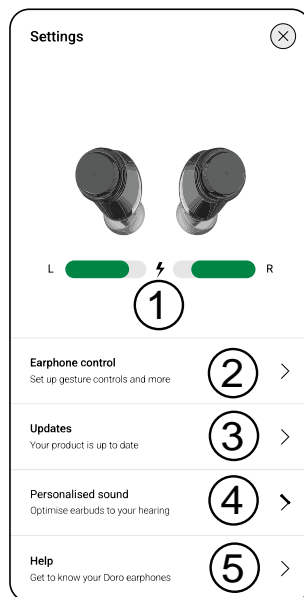 Settings
L
R
1
Earphone control
Set up gesture controls and more
2
Updates
Your product is up to date
3
Personalised sound
Optimise earbuds to your hearing
4
Help
Get to know your Doro earphones
5